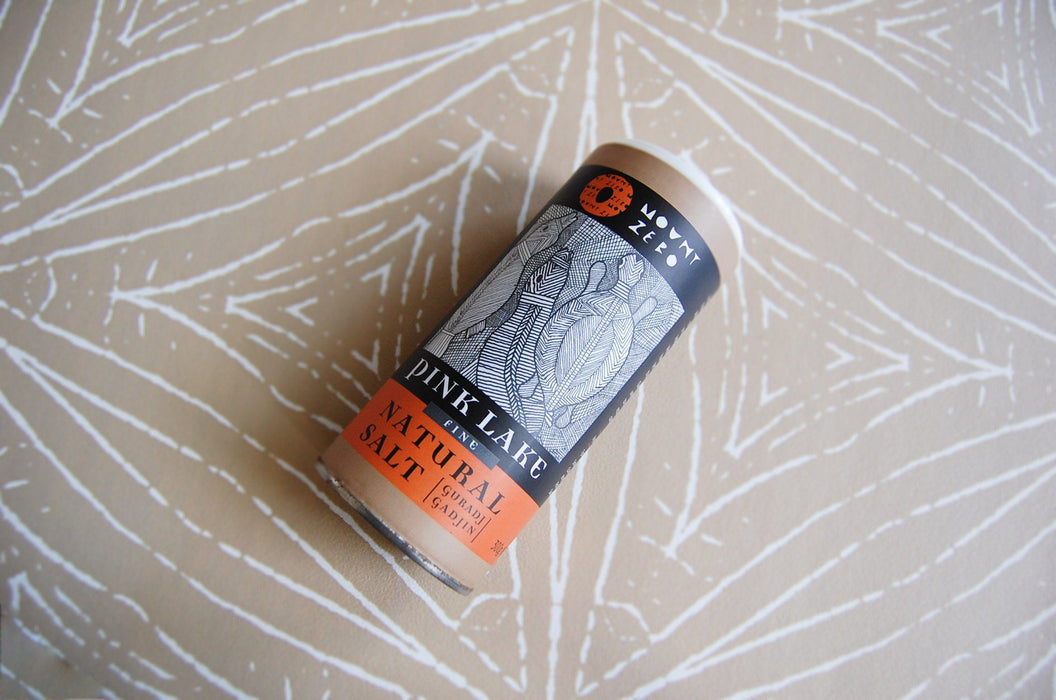 MOUNT
ZERO
PINK LAKE
FINE
NATURAL
SALT
GURADJ
GADJIN